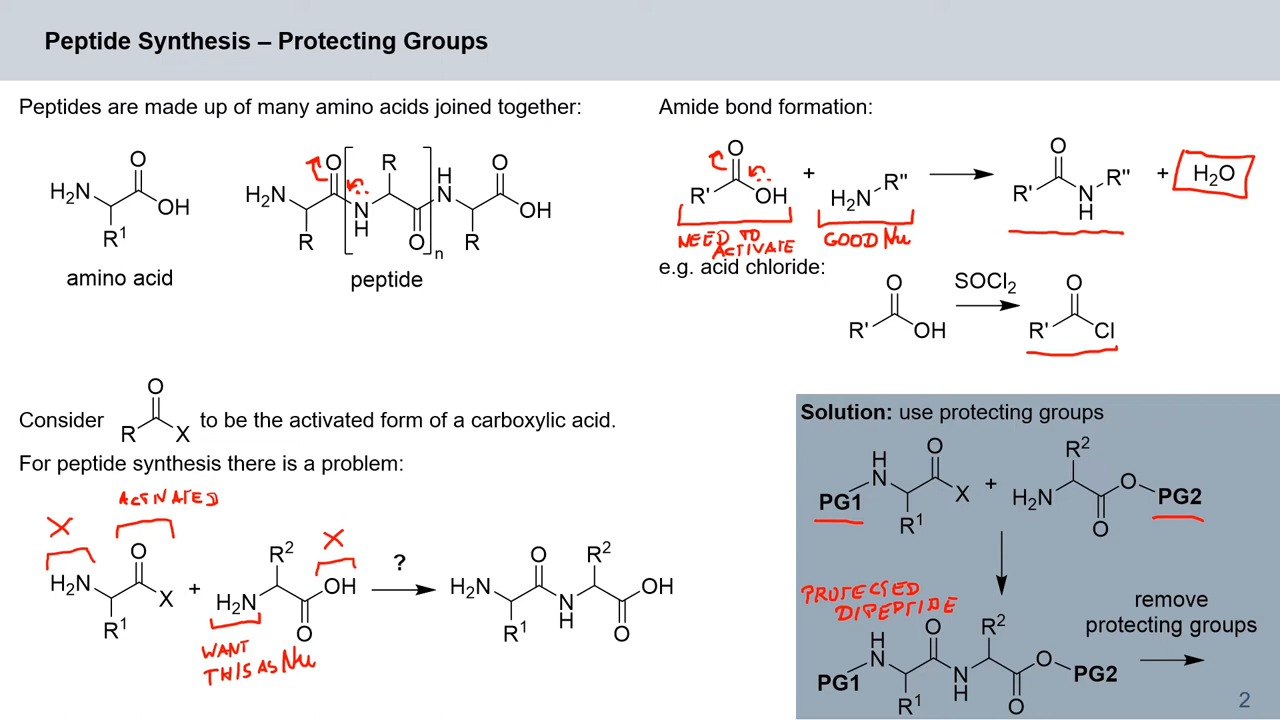 Peptide Synthesis – Protecting Groups
Peptides are made up of many amino acids joined together:
O
H₂N
OH
R¹
amino acid
O
R
H
O
H₂N
N
OH
R
N
H
O
R
n
peptide
Amide bond formation:
O
R'
OH
+
H₂N
R"
O
R'
N
H
R"
+
H₂O
NEED TO
ACTIVATE
GOOD Nu
e.g. acid chloride:
O
R'
OH
SOCl₂
O
R'
Cl
Consider
O
R
X
to be the activated form of a carboxylic acid.
For peptide synthesis there is a problem:
ACTIVATED
X
X
O
H₂N
X
R¹
+
R²
H₂N
OH
O
?
O
R²
H₂N
OH
R¹
N
H
O
WANT
THIS AS Nu
Solution: use protecting groups
H
N
O
PG1
X
R¹
+
R²
H₂N
O
PG2
O
PROTECTED
DIPEPTIDE
H
N
O
R²
PG1
R¹
N
H
O
O
PG2
remove
protecting groups
2